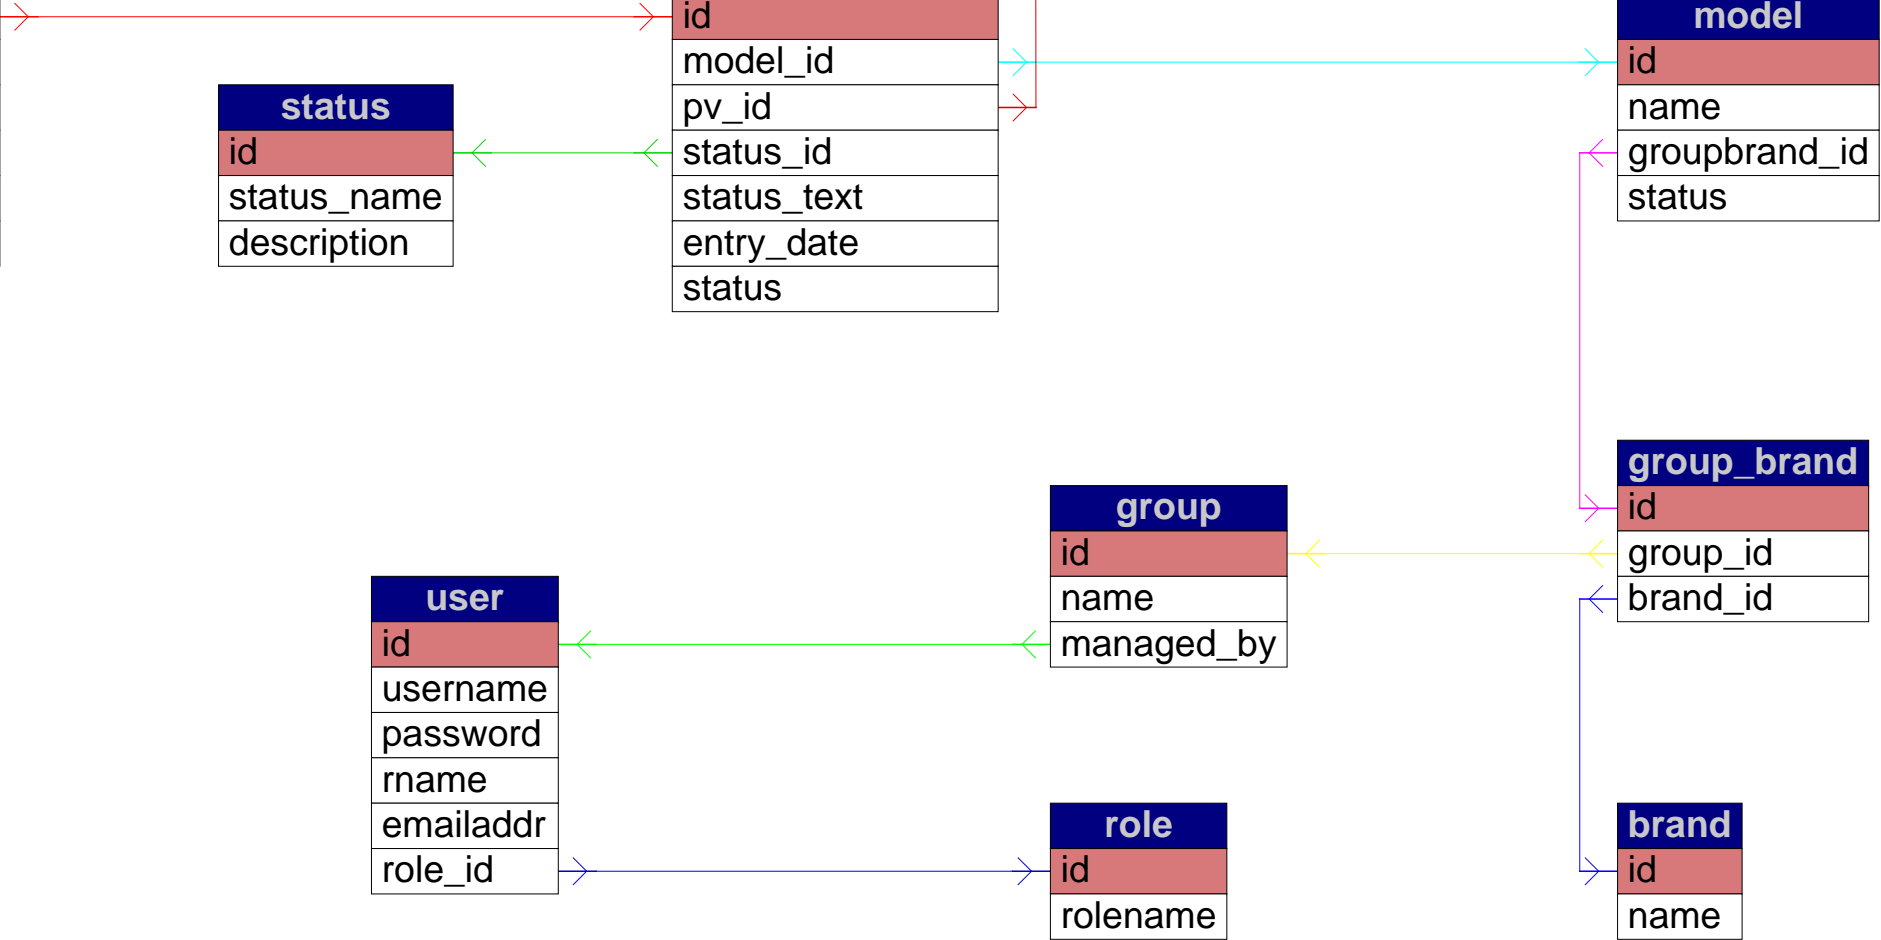 id
model_id
pv_id
status_id
status_text
entry_date
status
model
id
name
groupbrand_id
status
status
id
status_name
description
group_brand
id
group_id
brand_id
group
id
name
managed_by
user
id
username
password
rname
emailaddr
role_id
role
id
rolename
brand
id
name